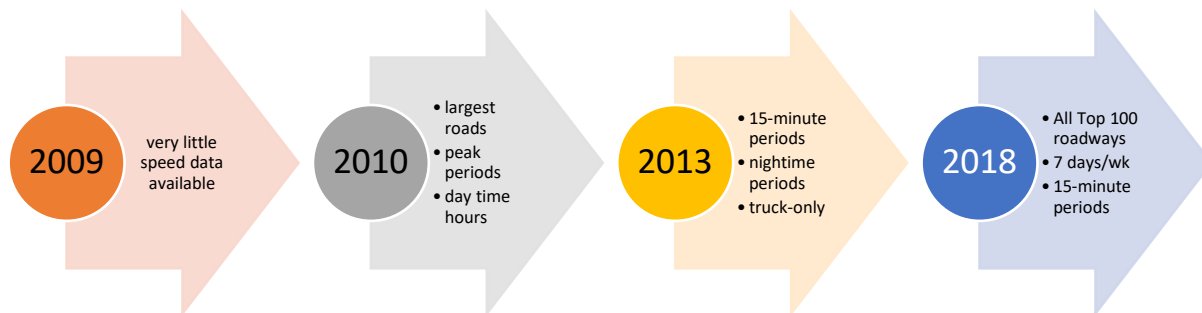 2009
very little
speed data
available
2010
• largest
roads
• peak
periods
• day time
hours
2013
• 15-minute
periods
• nightime
periods
• truck-only
2018
• All Top 100
roadways
• 7 days/wk
• 15-minute
periods